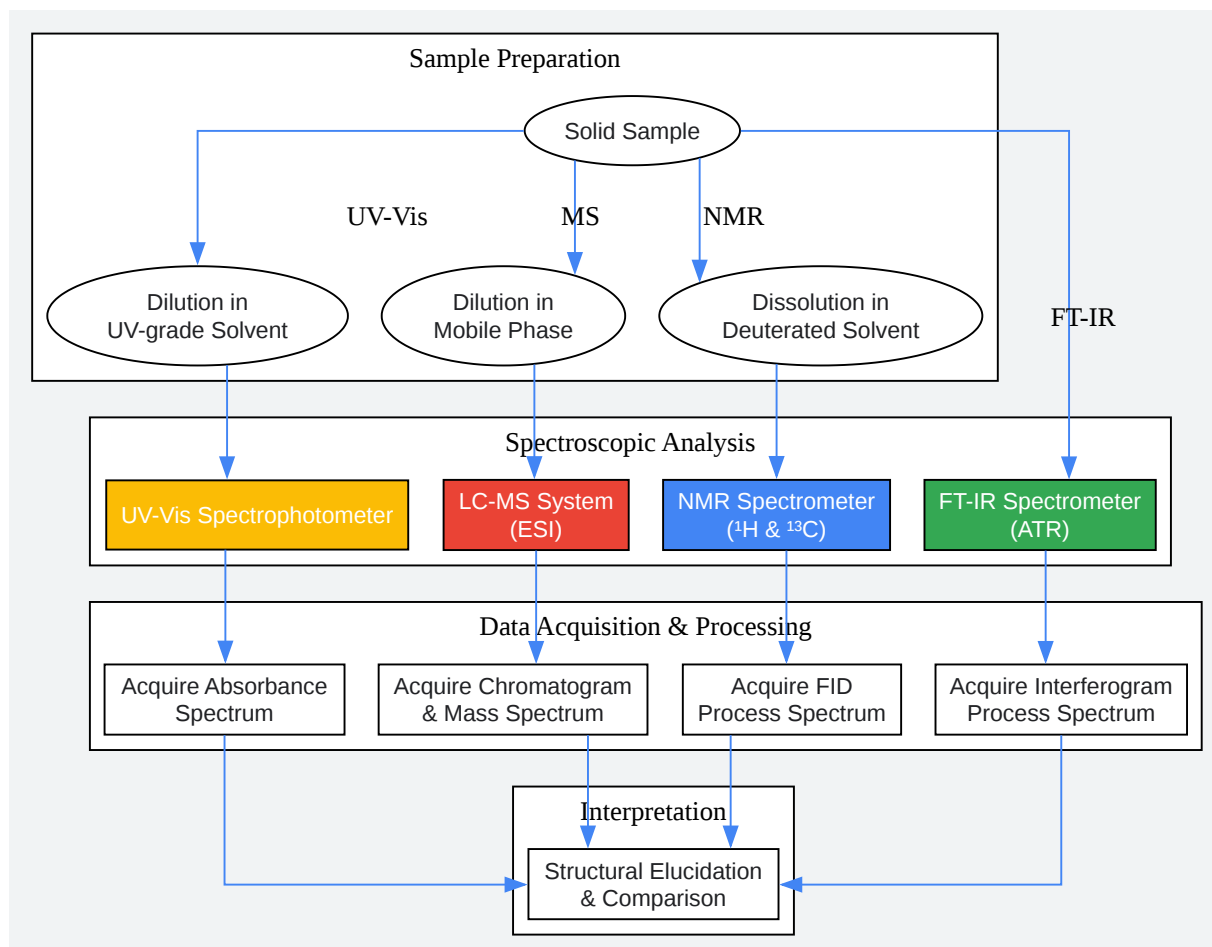 Sample Preparation
Solid Sample
UV-Vis
MS
NMR
FT-IR
Dilution in
UV-grade Solvent
Dilution in
Mobile Phase
Dissolution in
Deuterated Solvent
Spectroscopic Analysis
UV-Vis Spectrophotometer
LC-MS System
(ESI)
NMR Spectrometer
(¹H & ¹³C)
FT-IR Spectrometer
(ATR)
Data Acquisition & Processing
Acquire Absorbance
Spectrum
Acquire Chromatogram
& Mass Spectrum
Acquire FID
Process Spectrum
Acquire Interferogram
Process Spectrum
Interpretation
Structural Elucidation
& Comparison